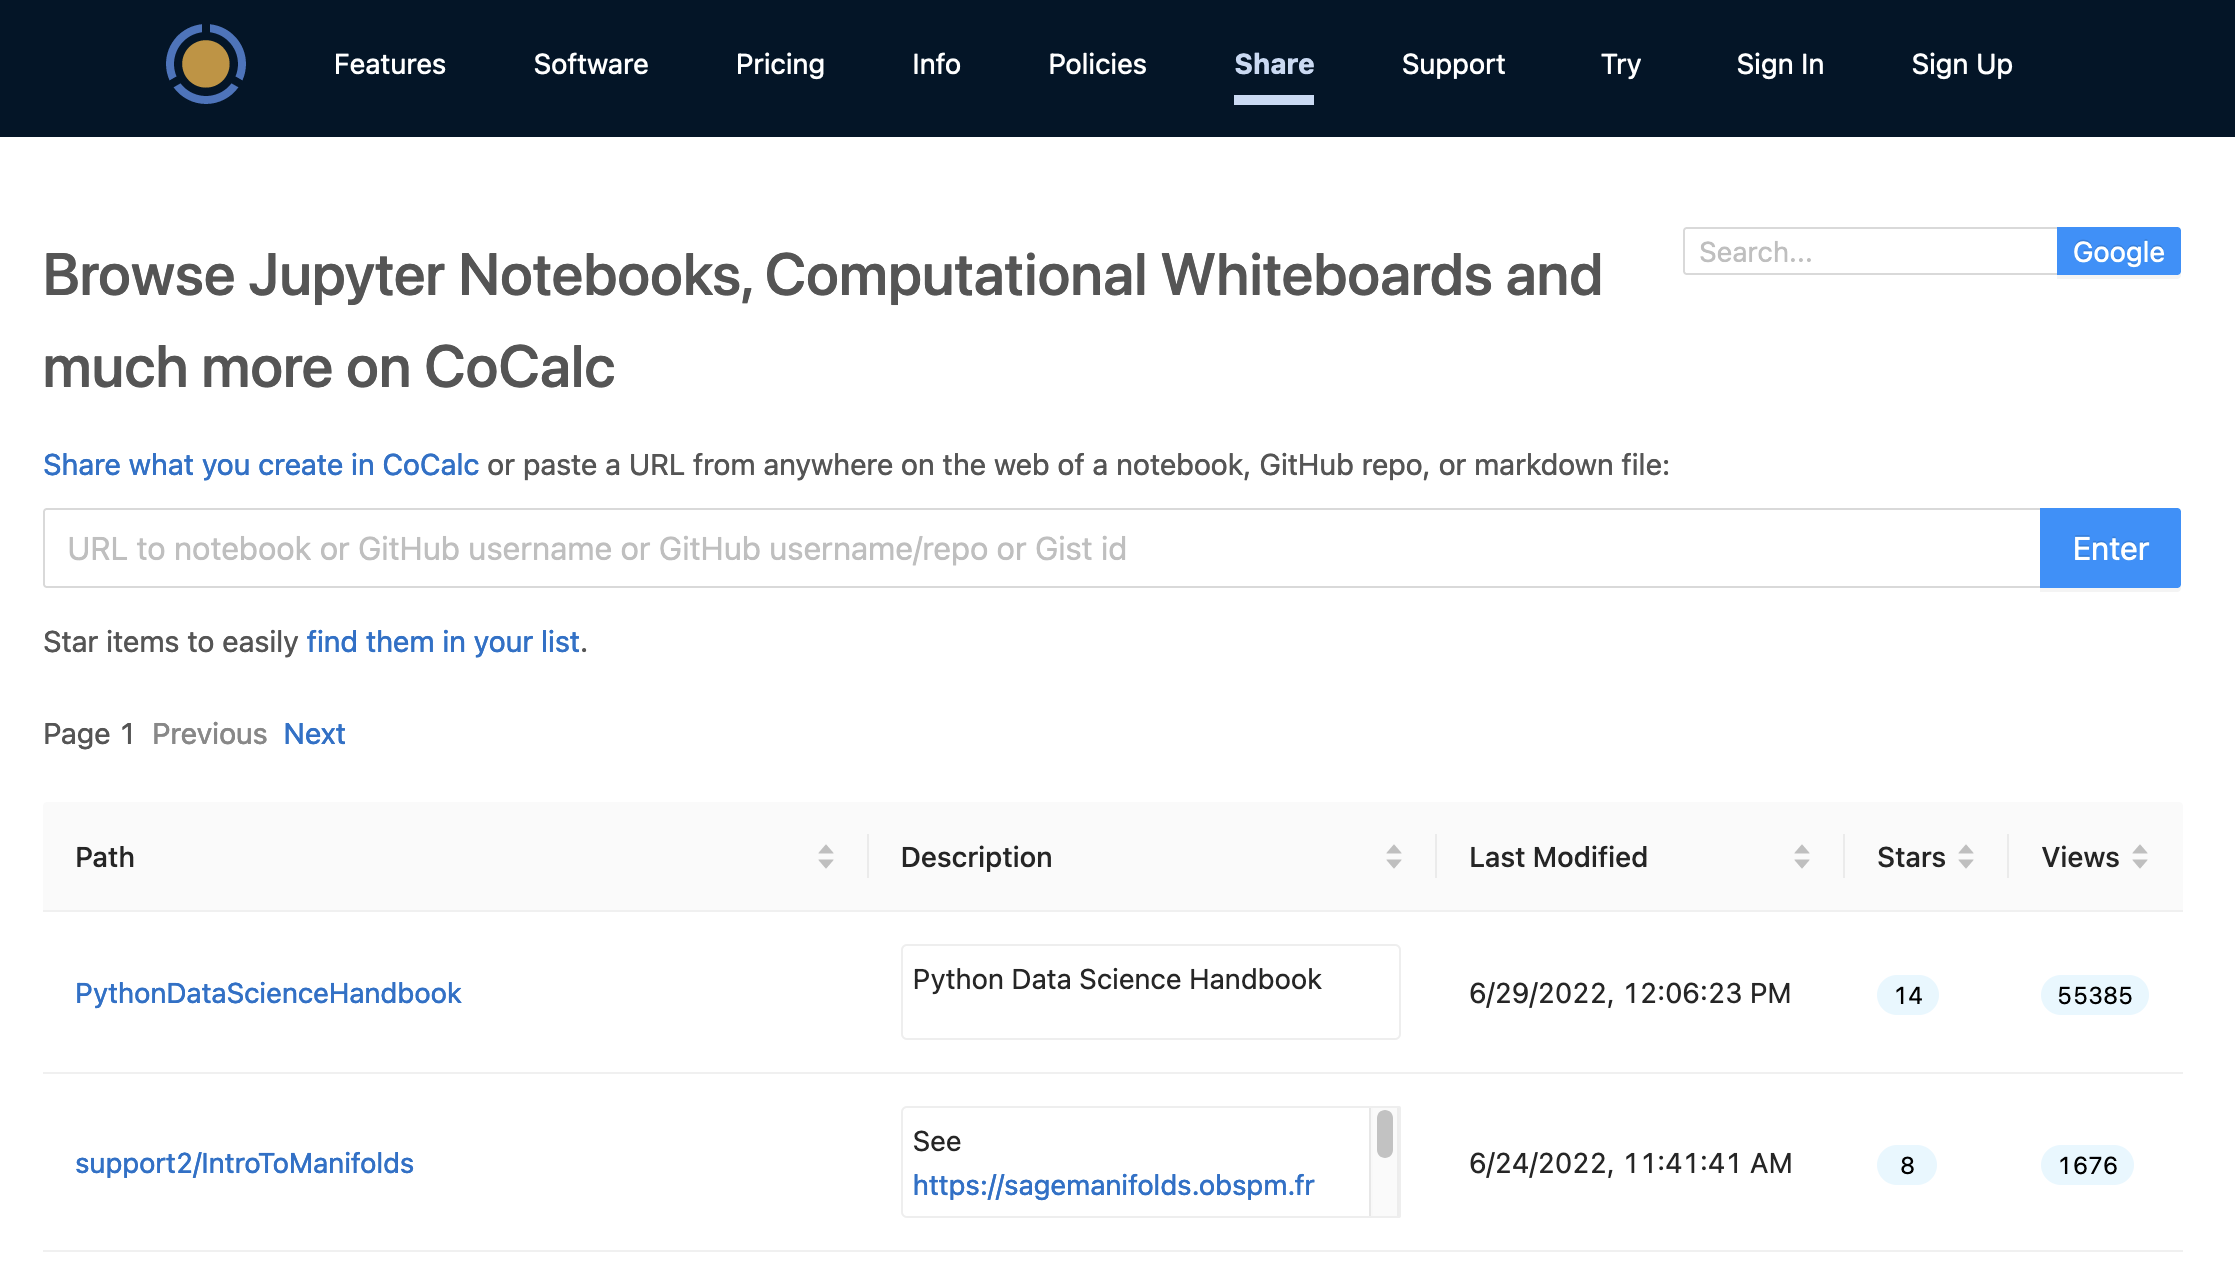 Features Software Pricing Info Policies Share Support Try Sign In Sign Up
Browse Jupyter Notebooks, Computational Whiteboards and
much more on CoCalc
Search... Google
Share what you create in CoCalc or paste a URL from anywhere on the web of a notebook, GitHub repo, or markdown file:
URL to notebook or GitHub username or GitHub username/repo or Gist id Enter
Star items to easily find them in your list.
Page 1 Previous Next
Path Description Last Modified Stars Views
PythonDataScienceHandbook Python Data Science Handbook 6/29/2022, 12:06:23 PM 14 55385
See
support2/IntroToManifolds 6/24/2022, 11:41:41 AM 8 1676
https://sagemanifolds.obspm.fr